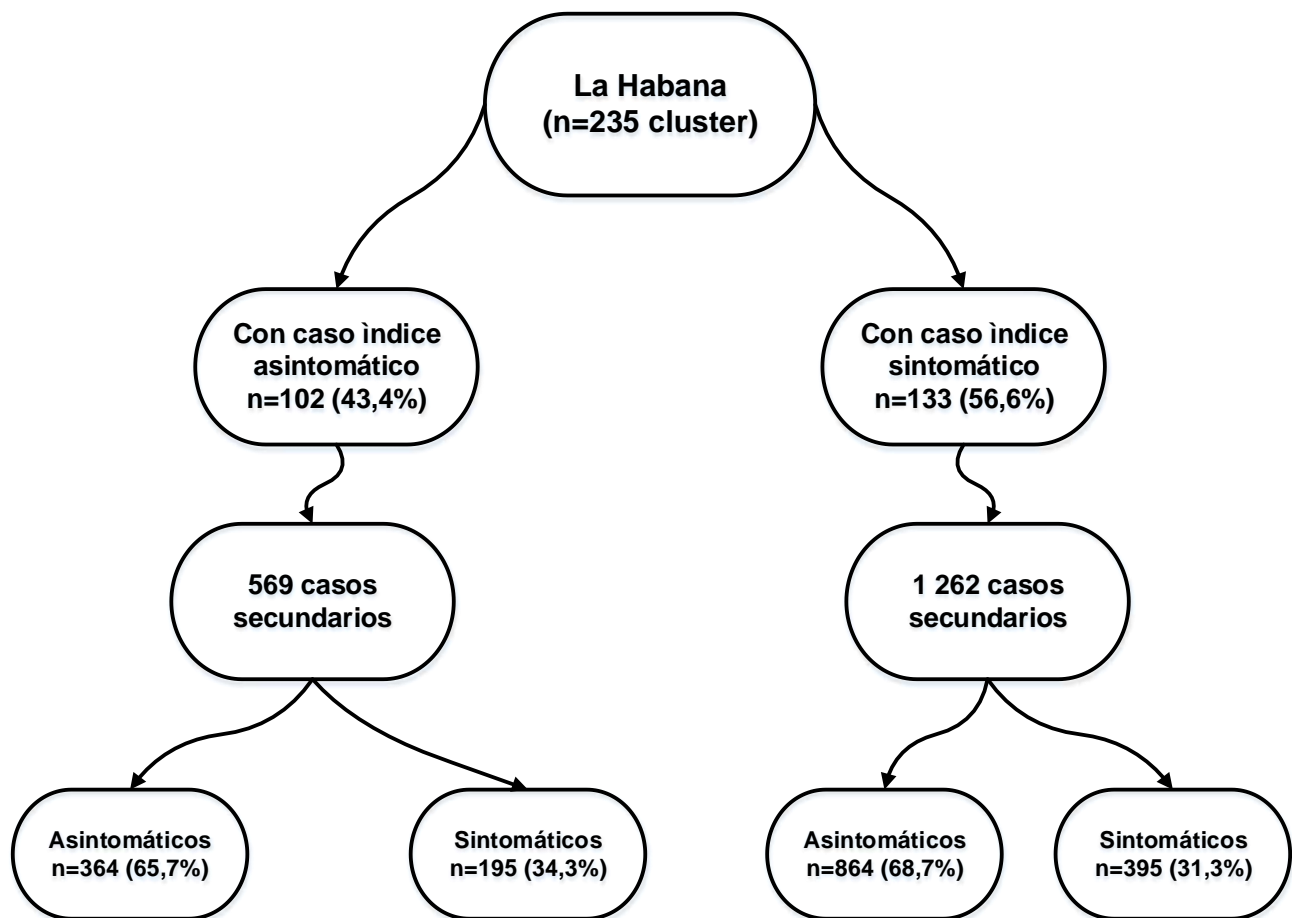 La Habana
(n=235 cluster)
Con caso ìndice
asintomático
n=102 (43,4%)
Con caso ìndice
sintomático
n=133 (56,6%)
569 casos
secundarios
1 262 casos
secundarios
Asintomáticos
n=364 (65,7%)
Sintomáticos
n=195 (34,3%)
Asintomáticos
n=864 (68,7%)
Sintomáticos
n=395 (31,3%)